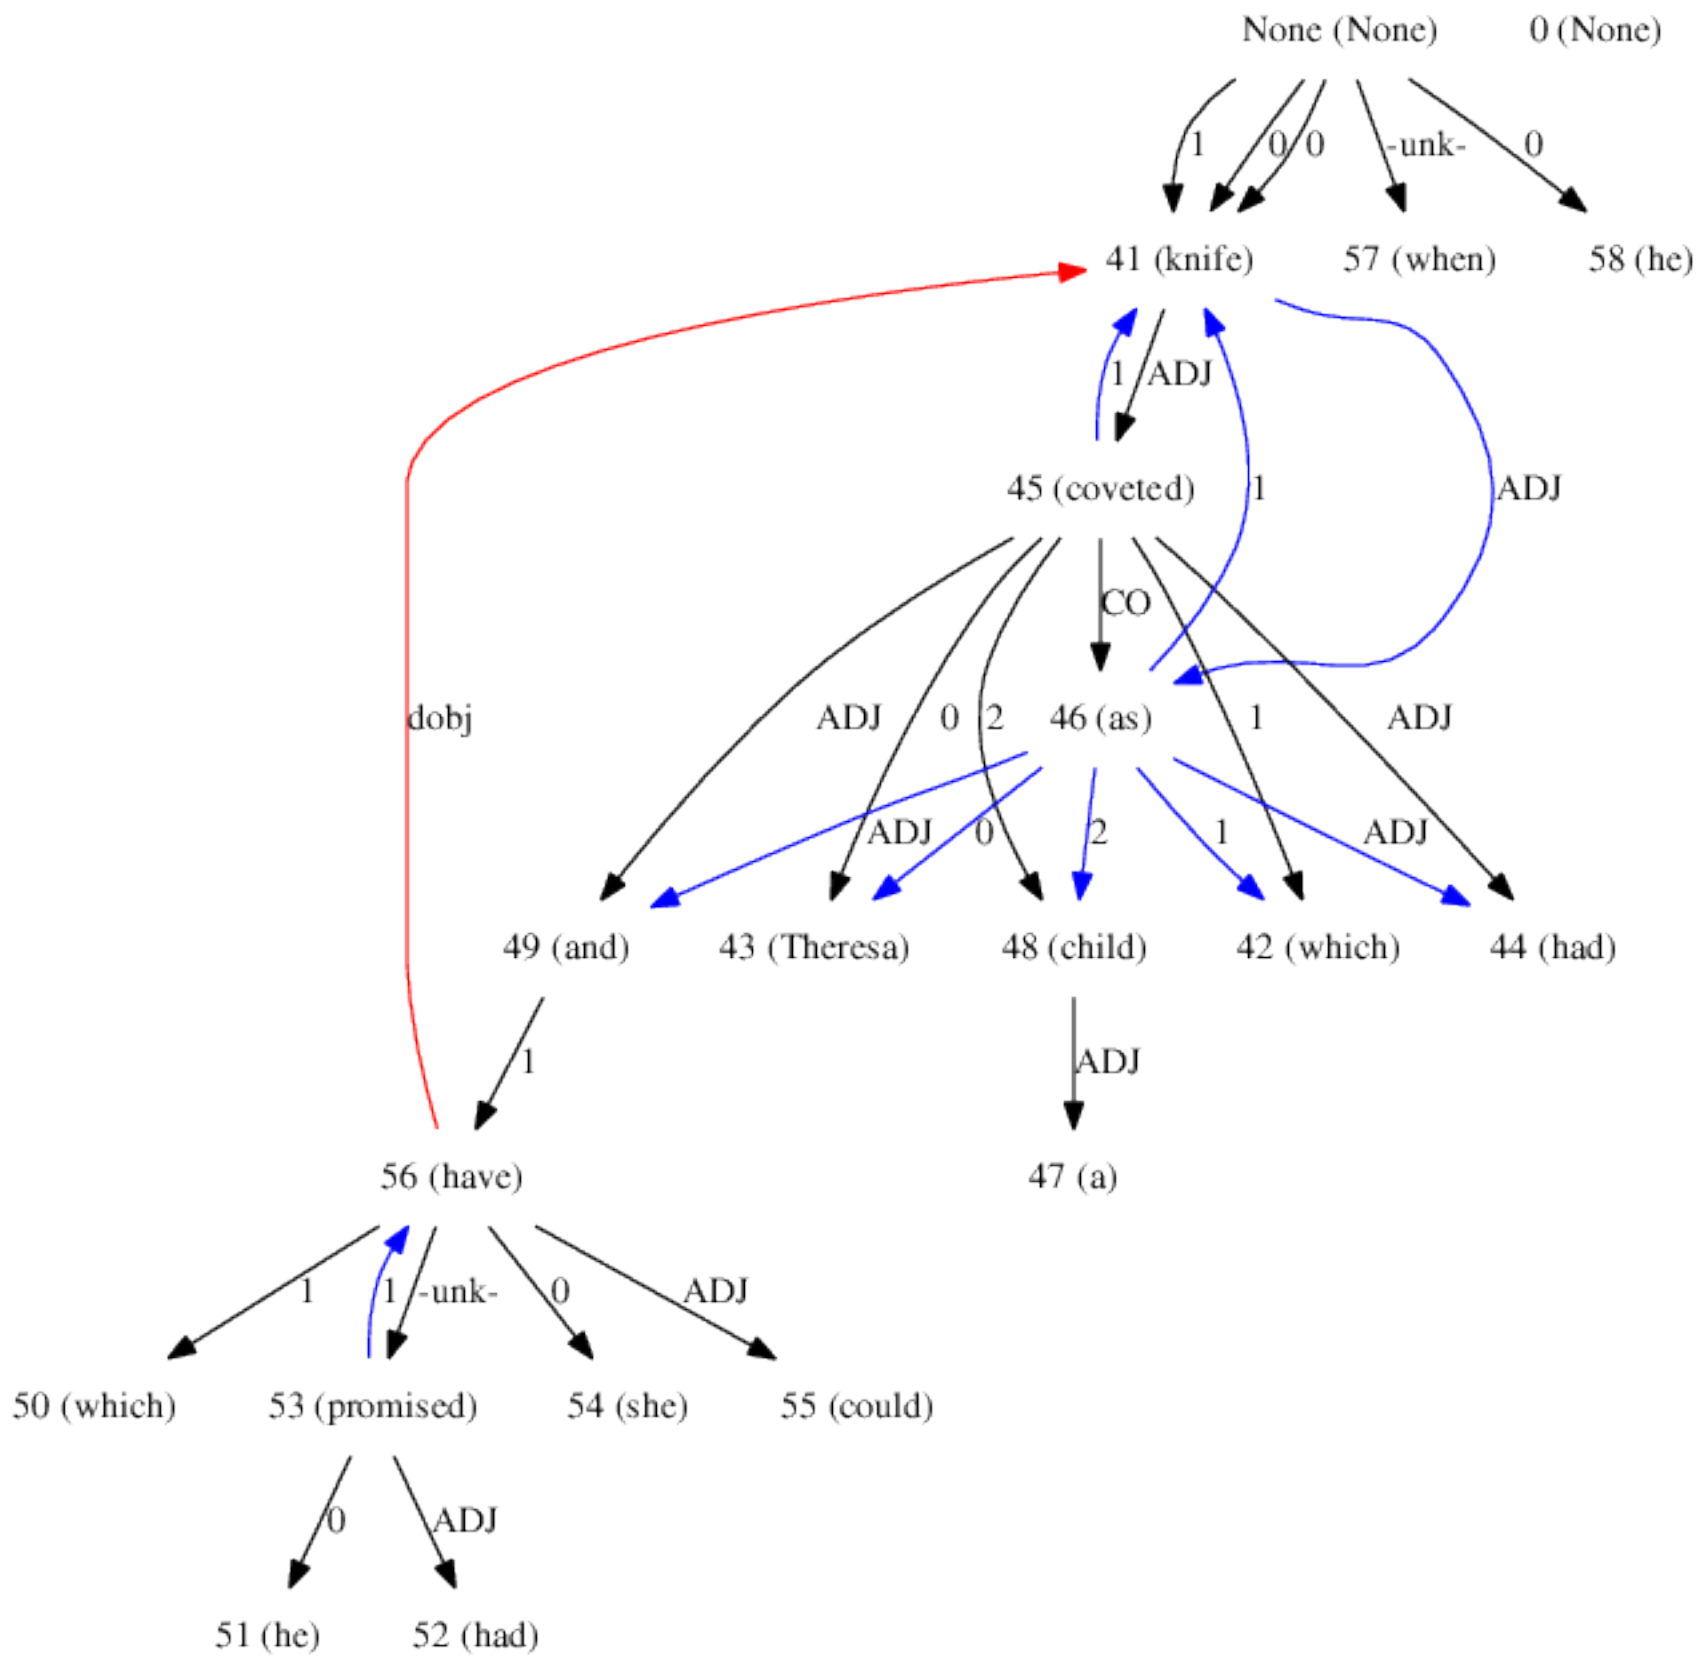 None (None) 0 (None)
1 0 0 -unk- 0
41 (knife) 57 (when) 58 (he)
1 ADJ
45 (coveted) 1 ADJ
CO
dobj ADJ 0 2 46 (as) 1 ADJ
ADJ 0 2 1 ADJ
49 (and) 43 (Theresa) 48 (child) 42 (which) 44 (had)
1 ADJ
56 (have) 47 (a)
1 1 -unk- 0 ADJ
50 (which) 53 (promised) 54 (she) 55 (could)
0 ADJ
51 (he) 52 (had)